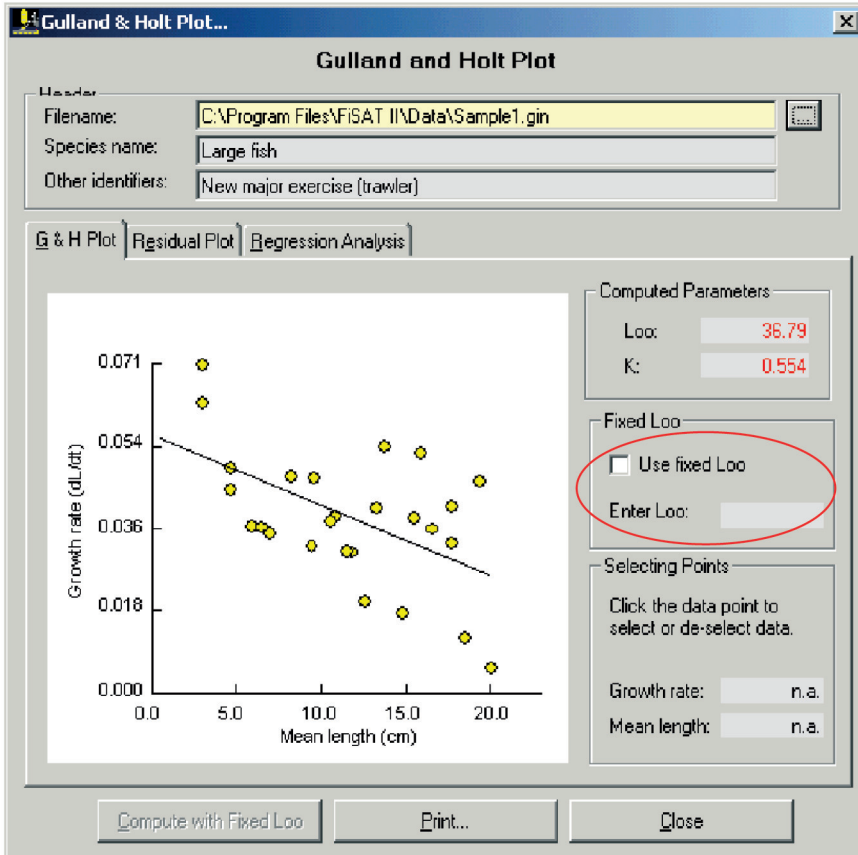 Gulland & Holt Plot...
Gulland and Holt Plot
Header
Filename: C:\Program Files\FiSAT II\Data\Sample1.gin ...
Species name: Large fish
Other identifiers: New major exercise (trawler)
G & H Plot Residual Plot Regression Analysis
Growth rate (dL/dt)
0.071
0.054
0.036
0.018
0.000
0.0 5.0 10.0 15.0 20.0
Mean length (cm)
Computed Parameters
Loo: 36.79
K: 0.554
Fixed Loo
Use fixed Loo
Enter Loo:
Selecting Points
Click the data point to
select or de-select data.
Growth rate: n.a.
Mean length: n.a.
Compute with Fixed Loo Print... Close